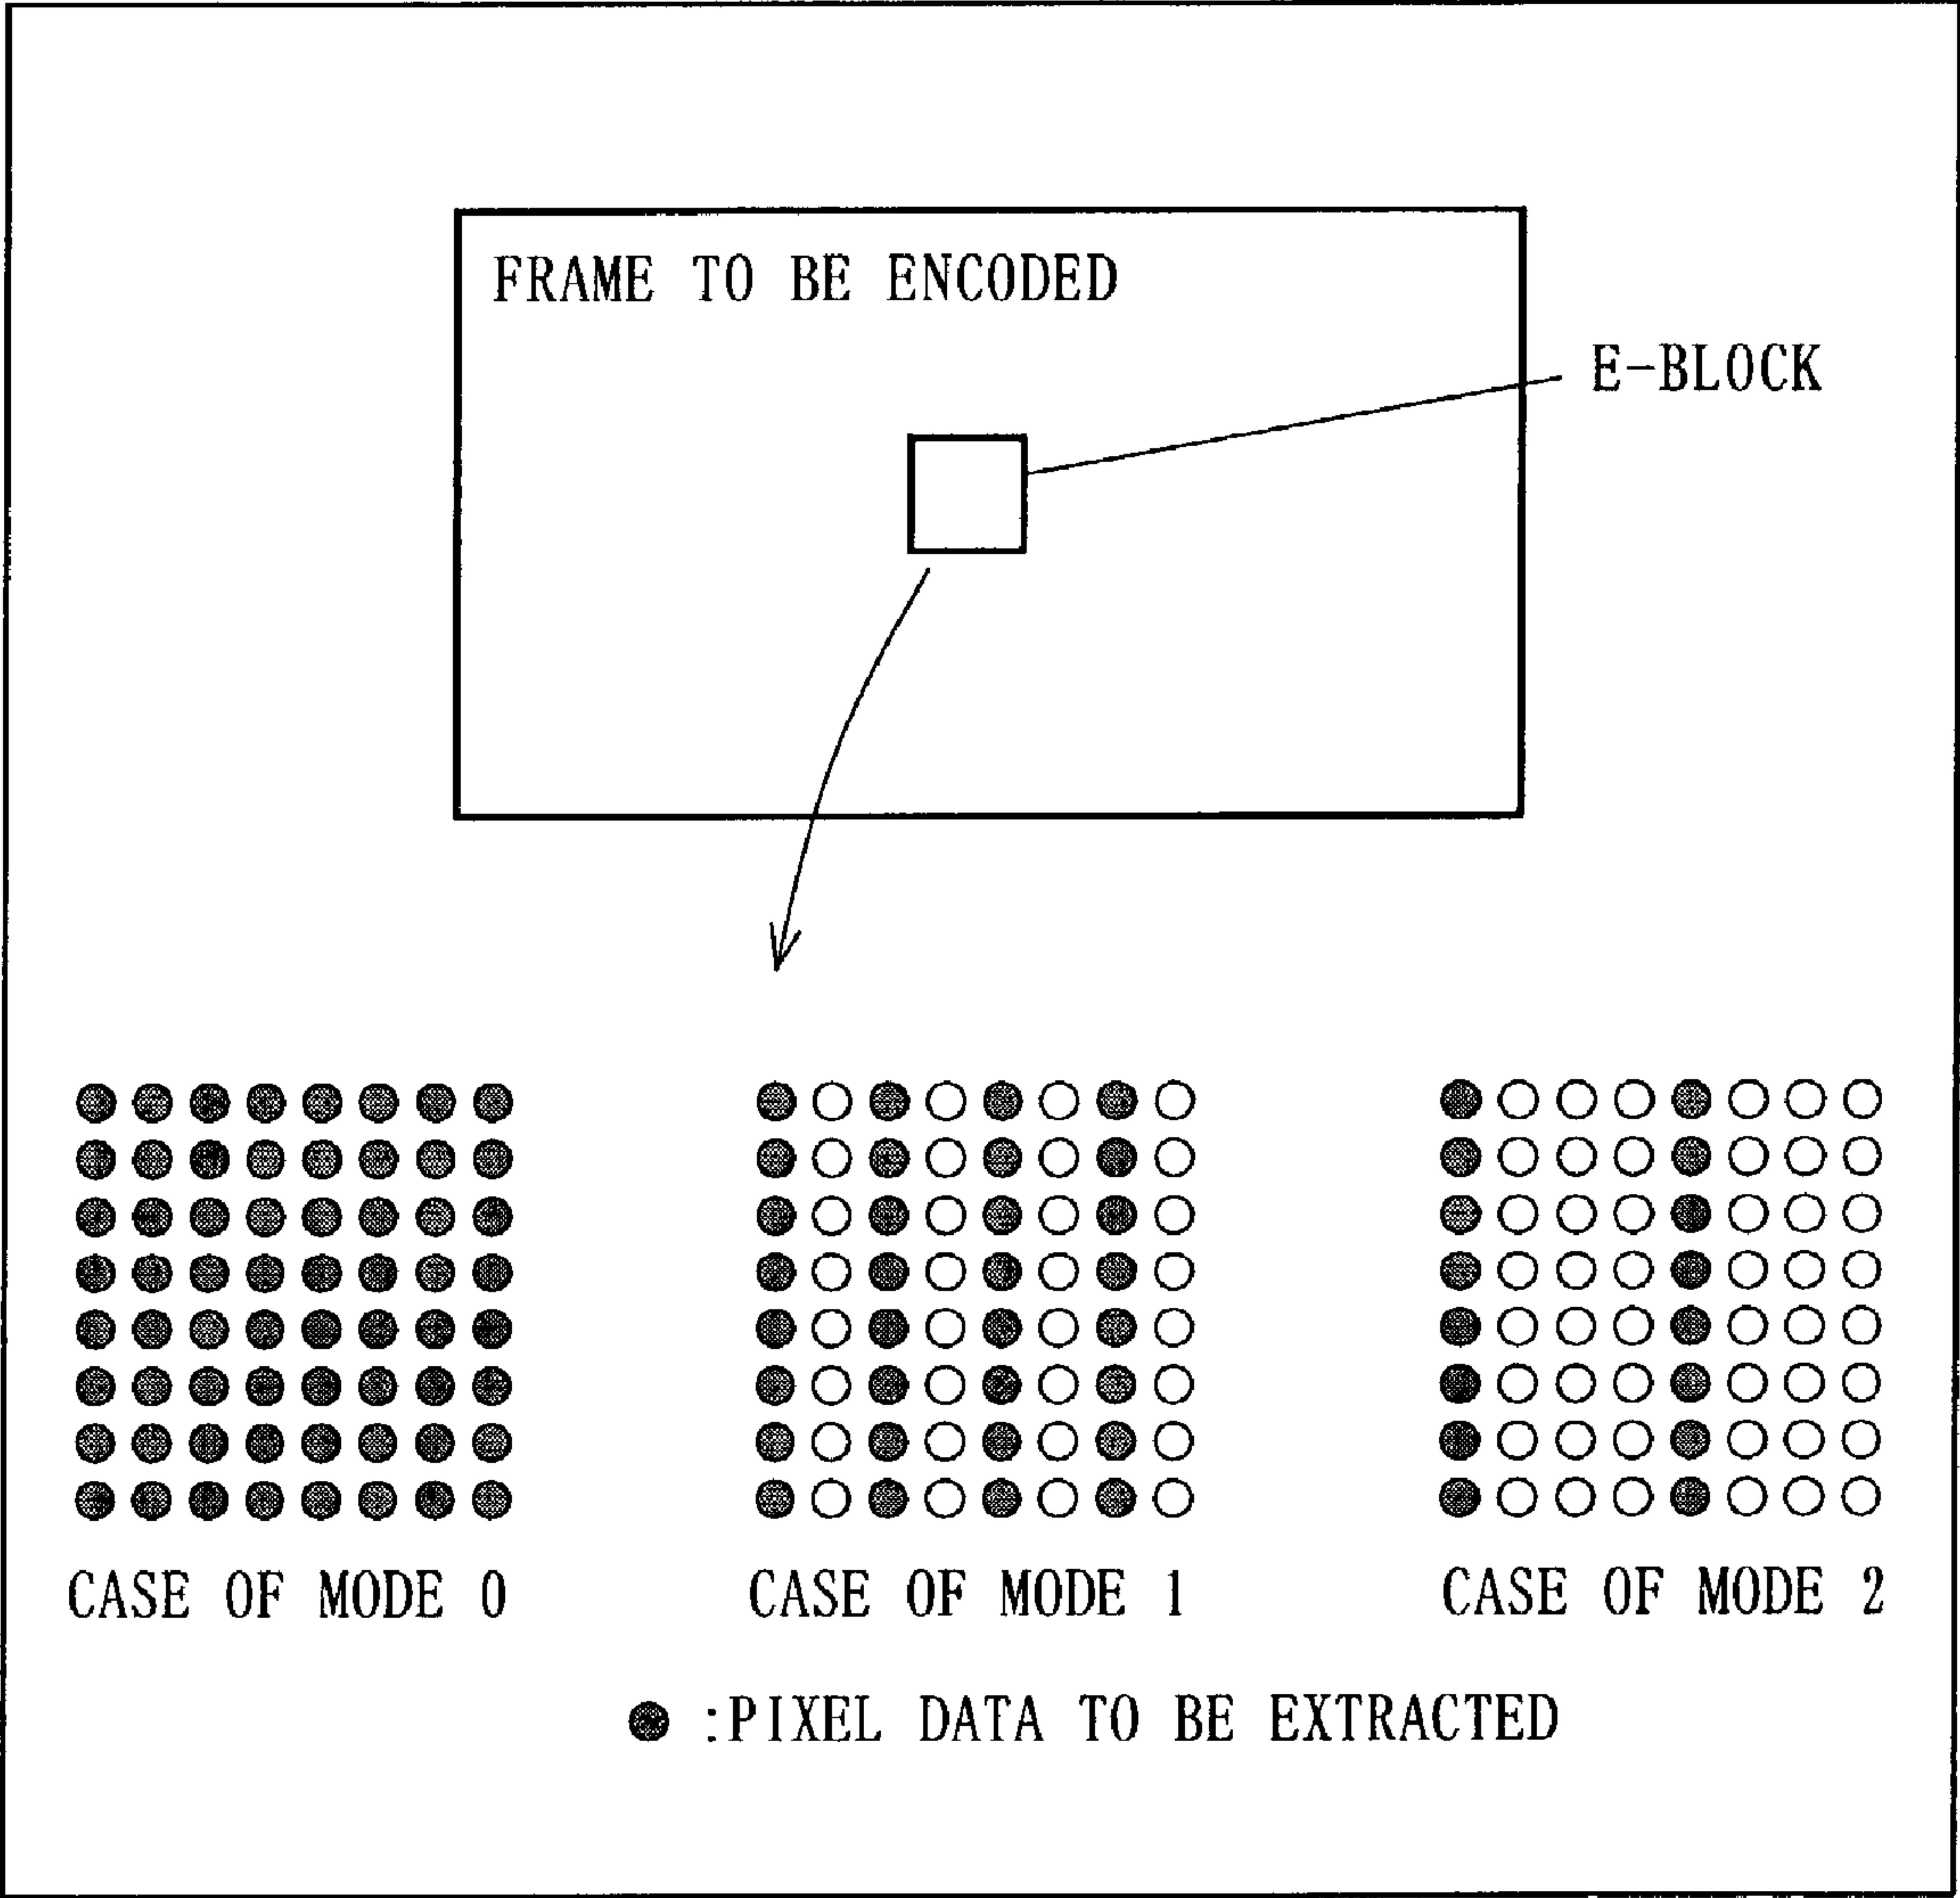 FRAME TO BE ENCODED
E-BLOCK
CASE OF MODE 0
CASE OF MODE 1
CASE OF MODE 2
:PIXEL DATA TO BE EXTRACTED